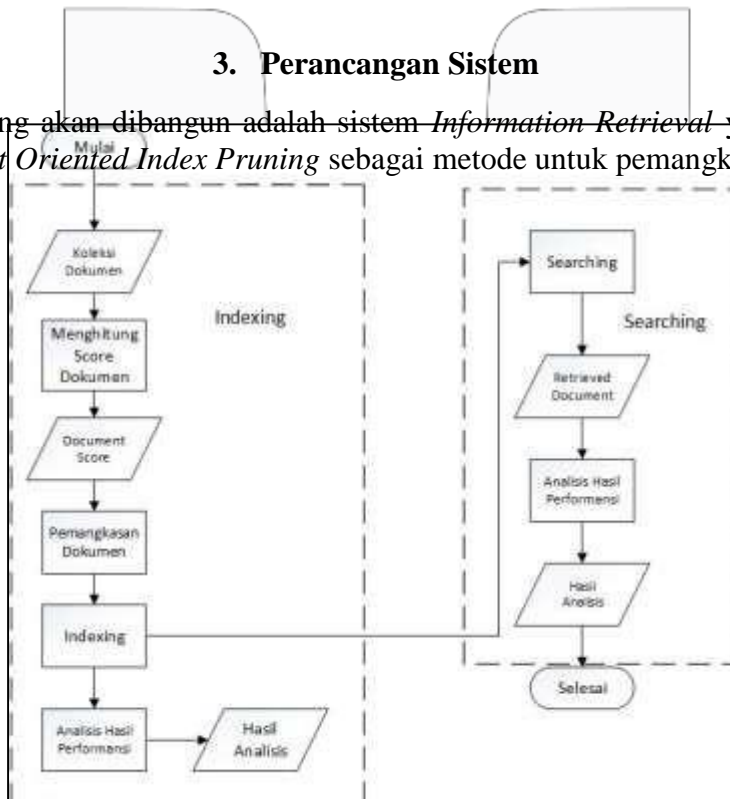 3. Perancangan Sistem
ng akan dibangun adalah sistem Information Retrieval y
t Oriented Index Pruning sebagai metode untuk pemangk
Mulai
Koleksi
Dokumen
Menghitung
Score
Dokumen
Document
Score
Pemangkasan
Dokumen
Indexing
Analisis Hasil
Performansi
Hasil
Analisis
Indexing
Searching
Retrieved
Document
Analisis Hasil
Performansi
Hasil
Analisis
Selesai
Searching